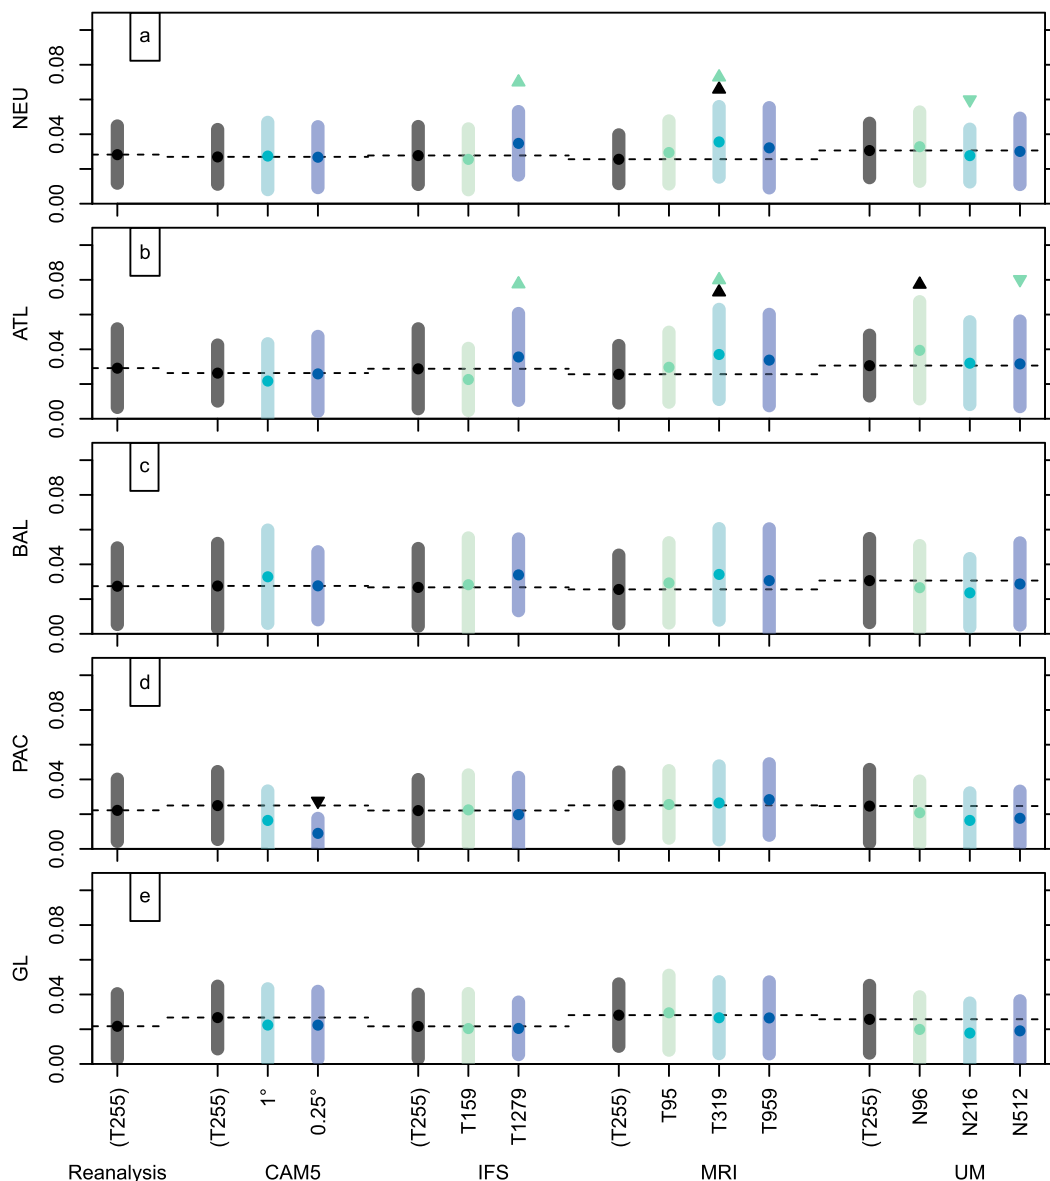 a
NEU
0.08
0.04
0.00
b
ATL
0.08
0.04
0.00
c
BAL
0.08
0.04
0.00
d
PAC
0.08
0.04
0.00
e
GL
0.08
0.04
0.00
(T255)
(T255)
1°
0.25°
(T255)
T159
T1279
(T255)
T95
T319
T959
(T255)
N96
N216
N512
Reanalysis
CAM5
IFS
MRI
UM